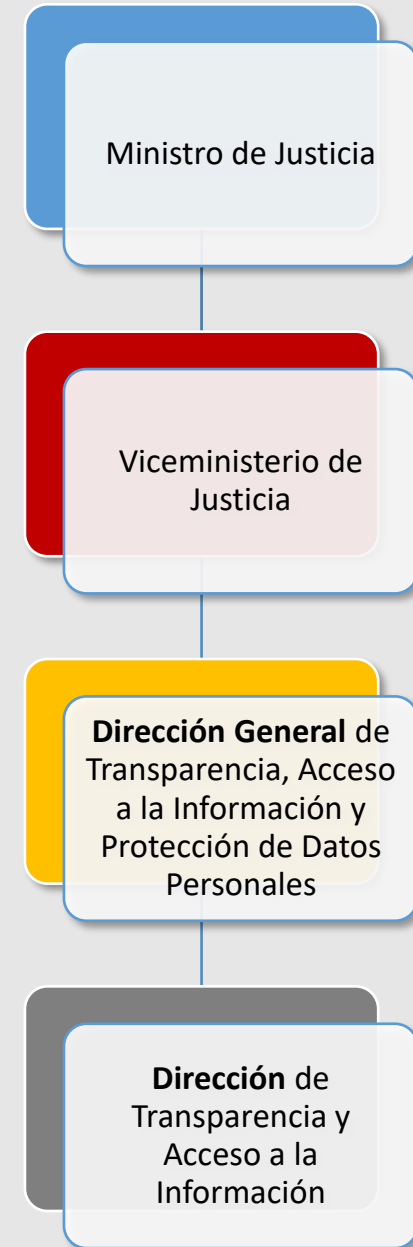 Ministro de Justicia
Viceministerio de
Justicia
Dirección General de
Transparencia, Acceso
a la Información y
Protección de Datos
Personales
Dirección de
Transparencia y
Acceso a la
Información